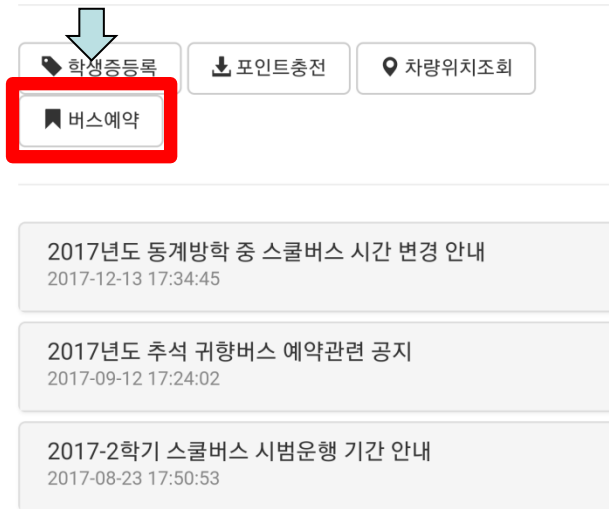 학생증등록 포인트충전 차량위치조회
버스예약
2017년도 동계방학 중 스쿨버스 시간 변경 안내
2017-12-13 17:34:45
2017년도 추석 귀향버스 예약관련 공지
2017-09-12 17:24:02
2017-2학기 스쿨버스 시범운행 기간 안내
2017-08-23 17:50:53